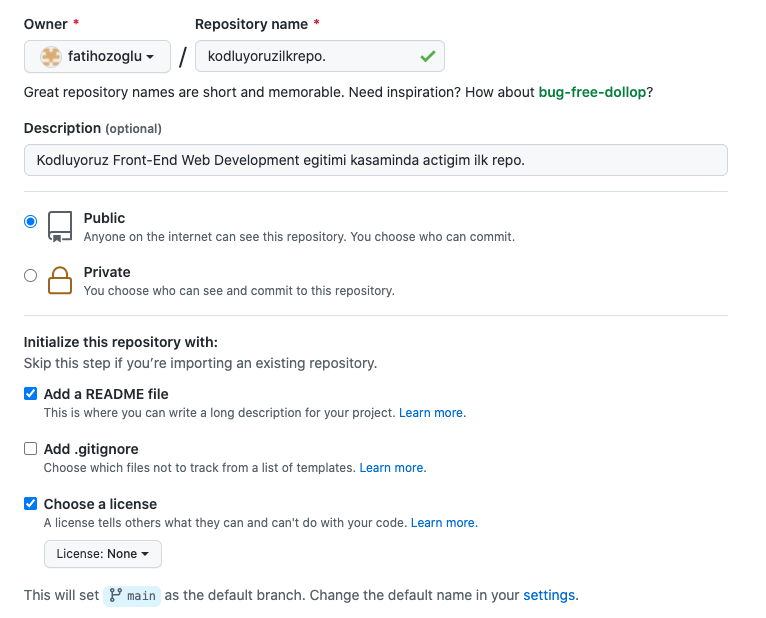 Owner * Repository name *
fatihozoglu / kodluyoruzilkrepo.
Great repository names are short and memorable. Need inspiration? How about bug-free-dollop?
Description (optional)
Kodluyoruz Front-End Web Development egitimi kasaminda actigim ilk repo.
Public
Anyone on the internet can see this repository. You choose who can commit.
Private
You choose who can see and commit to this repository.
Initialize this repository with:
Skip this step if you’re importing an existing repository.
Add a README file
This is where you can write a long description for your project. Learn more.
Add .gitignore
Choose which files not to track from a list of templates. Learn more.
Choose a license
A license tells others what they can and can't do with your code. Learn more.
License: None
This will set main as the default branch. Change the default name in your settings.